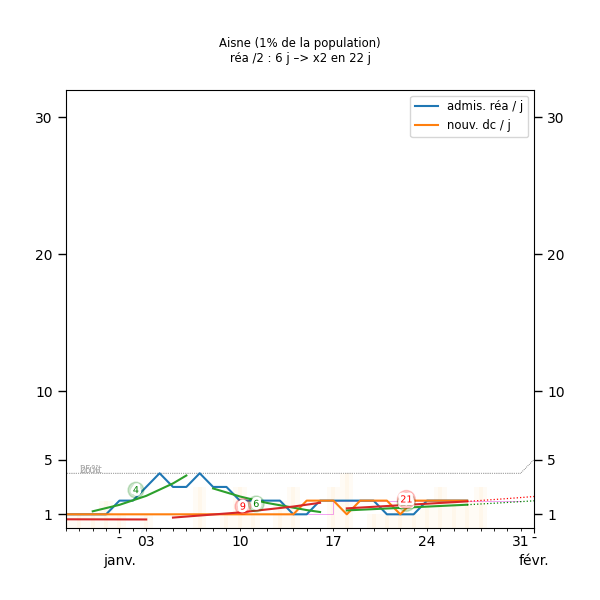 Aisne (1% de la population)
réa /2 : 6 j –> x2 en 22 j
admis. réa / j
nouv. dc / j
30 30
20 20
10 10
5 5
4
9 6 21
1 1
- 03 10 17 24 31 -
janv. févr.